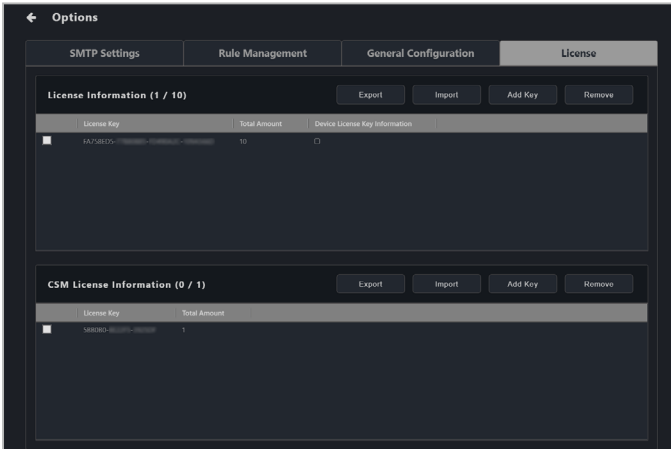 Options
SMTP Settings Rule Management General Configuration License
License Information (1 / 10) Export Import Add Key Remove
License Key Total Amount Device License Key Information
10
CSM License Information (0 / 1) Export Import Add Key Remove
License Key Total Amount
588080- 1